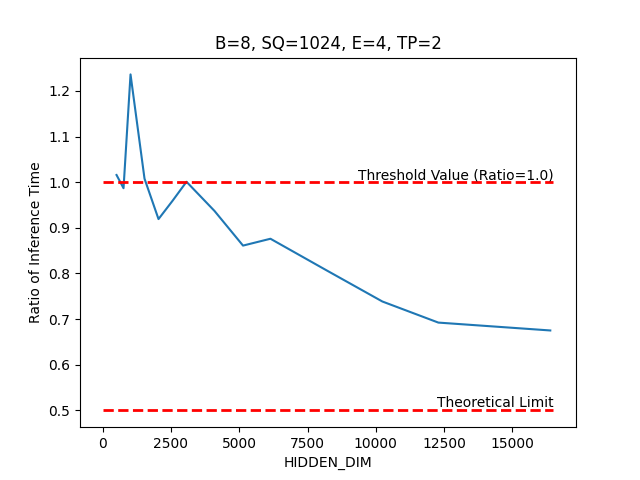 B=8, SQ=1024, E=4, TP=2
Ratio of Inference Time
1.2
1.1
1.0
0.9
0.8
0.7
0.6
0.5
Threshold Value (Ratio=1.0)
Theoretical Limit
0 2500 5000 7500 10000 12500 15000
HIDDEN_DIM